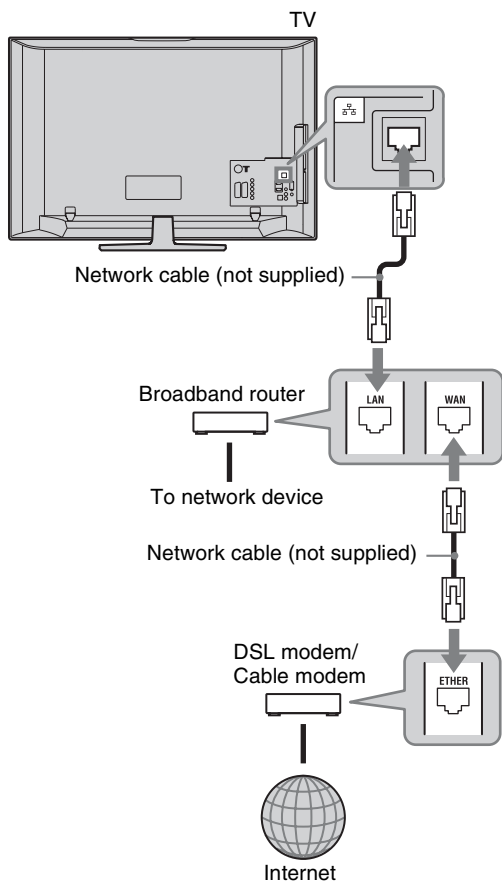 TV
Network cable (not supplied)
Broadband router
LAN
WAN
To network device
Network cable (not supplied)
DSL modem/
Cable modem
ETHER
Internet